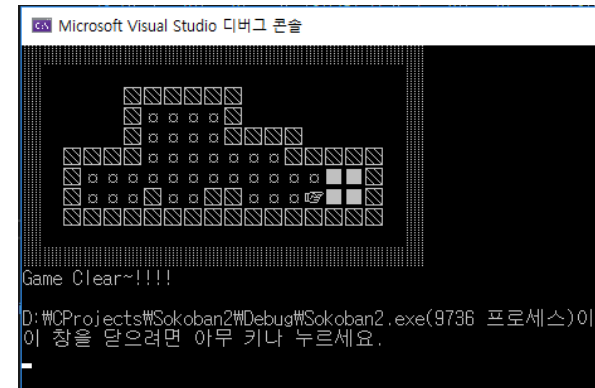 Microsoft Visual Studio 디버그 콘솔
Game Clear~!!!!
D:₩CProjects₩Sokoban2₩Debug₩Sokoban2.exe(9736 프로세스)이
이 창을 닫으려면 아무 키나 누르세요.